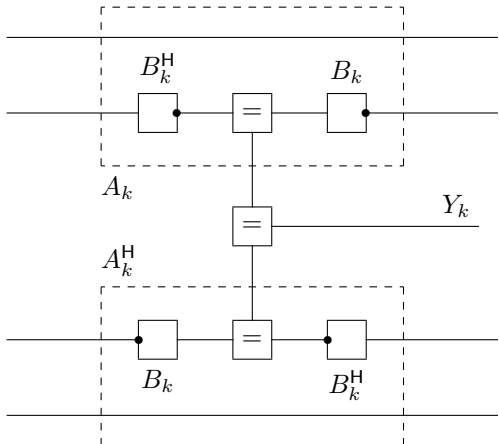 B_k^H B_k
= =
A_k
= Y_k
A_k^H
=
B_k B_k^H